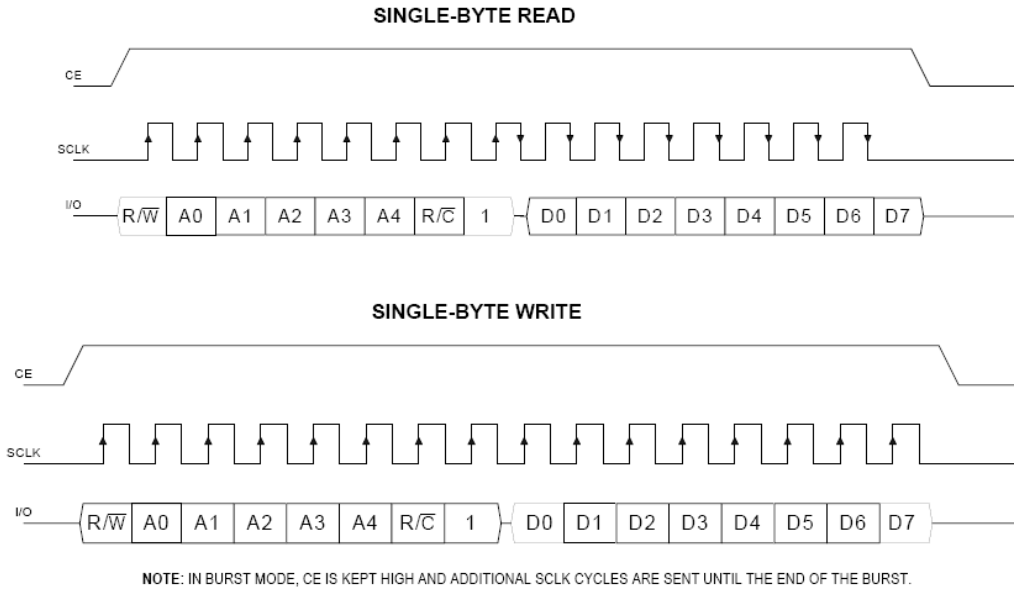 SINGLE-BYTE READ
CE
SCLK
I/O
R/W̅ A0 A1 A2 A3 A4 R/C̅ 1 D0 D1 D2 D3 D4 D5 D6 D7
SINGLE-BYTE WRITE
CE
SCLK
I/O
R/W̅ A0 A1 A2 A3 A4 R/C̅ 1 D0 D1 D2 D3 D4 D5 D6 D7
NOTE: IN BURST MODE, CE IS KEPT HIGH AND ADDITIONAL SCLK CYCLES ARE SENT UNTIL THE END OF THE BURST.